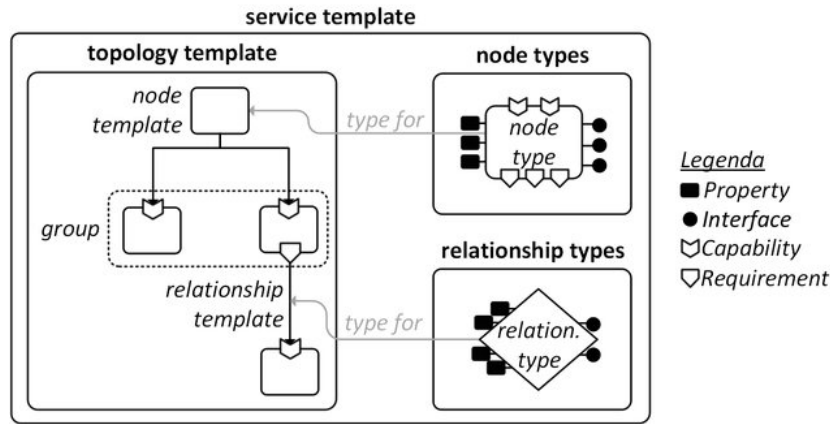 service template
topology template
node
template
group
relationship
template
type for
type for
node types
node
type
relationship types
relation.
type
Legenda
Property
Interface
Capability
Requirement